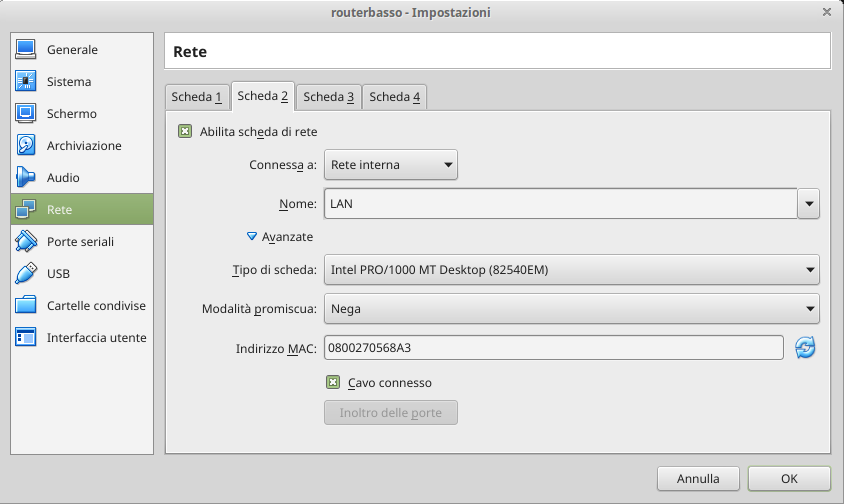 routerbasso - Impostazioni
Generale
Sistema
Schermo
Archiviazione
Audio
Rete
Porte seriali
USB
Cartelle condivise
Interfaccia utente
Rete
Scheda 1 Scheda 2 Scheda 3 Scheda 4
Abilita scheda di rete
Connessa a: Rete interna
Nome: LAN
Avanzate
Tipo di scheda: Intel PRO/1000 MT Desktop (82540EM)
Modalità promiscua: Nega
Indirizzo MAC: 0800270568A3
Cavo connesso
Inoltro delle porte
Annulla OK